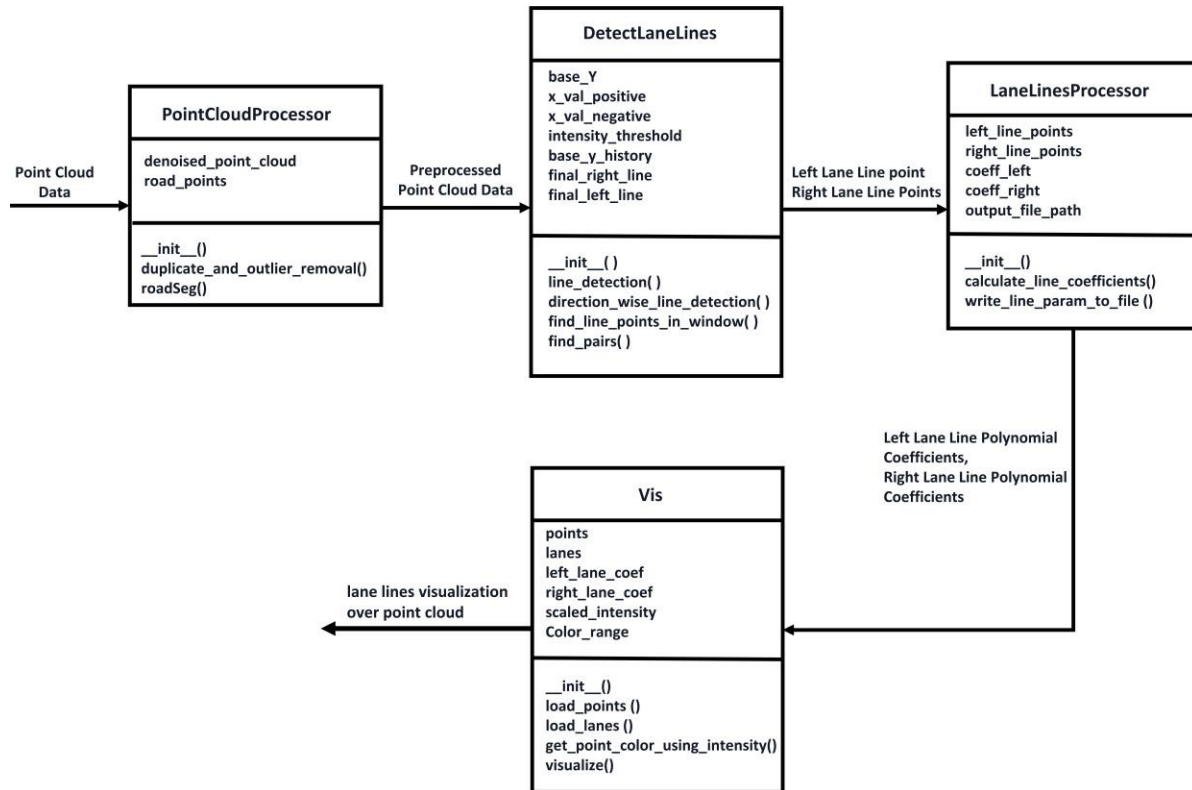 Point Cloud
Data
PointCloudProcessor
denoised_point_cloud
road_points
__init__()
duplicate_and_outlier_removal()
roadSeg()
Preprocessed
Point Cloud Data
DetectLaneLines
base_Y
x_val_positive
x_val_negative
intensity_threshold
base_y_history
final_right_line
final_left_line
__init__( )
line_detection( )
direction_wise_line_detection( )
find_line_points_in_window( )
find_pairs( )
Left Lane Line point
Right Lane Line Points
LaneLinesProcessor
left_line_points
right_line_points
coeff_left
coeff_right
output_file_path
__init__()
calculate_line_coefficients()
write_line_param_to_file ()
Left Lane Line Polynomial
Coefficients,
Right Lane Line Polynomial
Coefficients
Vis
points
lanes
left_lane_coef
right_lane_coef
scaled_intensity
Color_range
__init__()
load_points ()
load_lanes ()
get_point_color_using_intensity()
visualize()
lane lines visualization
over point cloud